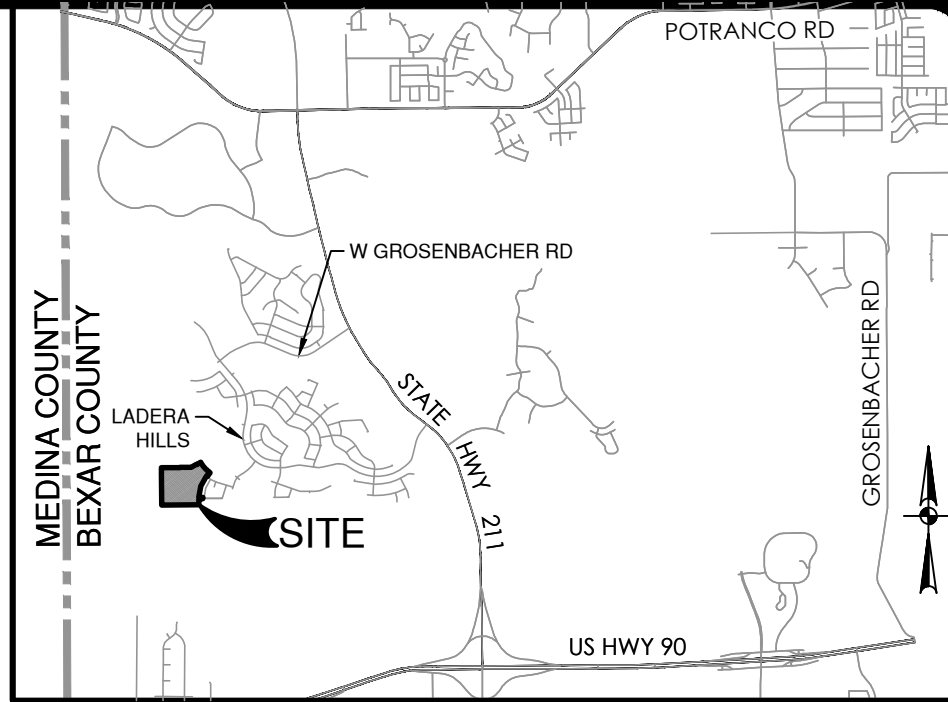 POTRANCO RD
W GROSENBACHER RD
MEDINA COUNTY
BEXAR COUNTY
GROSENBACHER RD
STATE HWY 211
LADERA
HILLS
SITE
US HWY 90